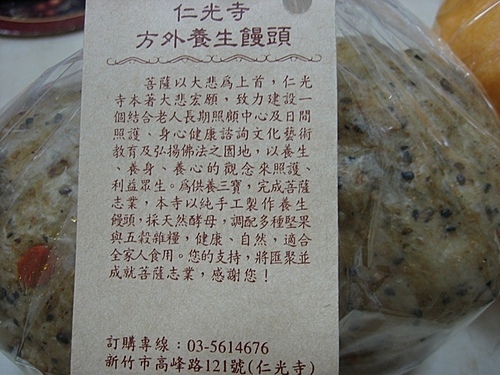 仁光寺
方外養生饅頭
菩薩以大悲為上首，仁光
寺本著大悲宏願，致力建設一
個結合老人長期照顧中心及日間
照護、身心健康諮詢文化藝術
教育及弘揚佛法之園地，以養生
、養身、養心的觀念來照護、
利益眾生。為供養三寶，完成菩薩
志業，本寺以純手工製作養生
饅頭，採天然酵母，調配多種堅果
與五穀雜糧，健康、自然，適合
全家人食用。您的支持，將匯聚並
成就菩薩志業，感謝您！
訂購專線：03-5614676
新竹市高峰路121號(仁光寺)